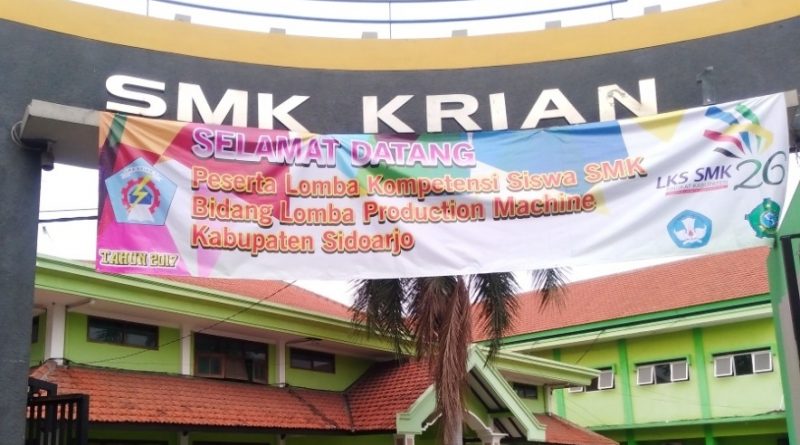 SMK KRIAN
SELAMAT DATANG
Peserta Lomba Kompetensi Siswa SMK
Bidang Lomba Production Machine
Kabupaten Sidoarjo
TAHUN 2017
LKS SMK 26